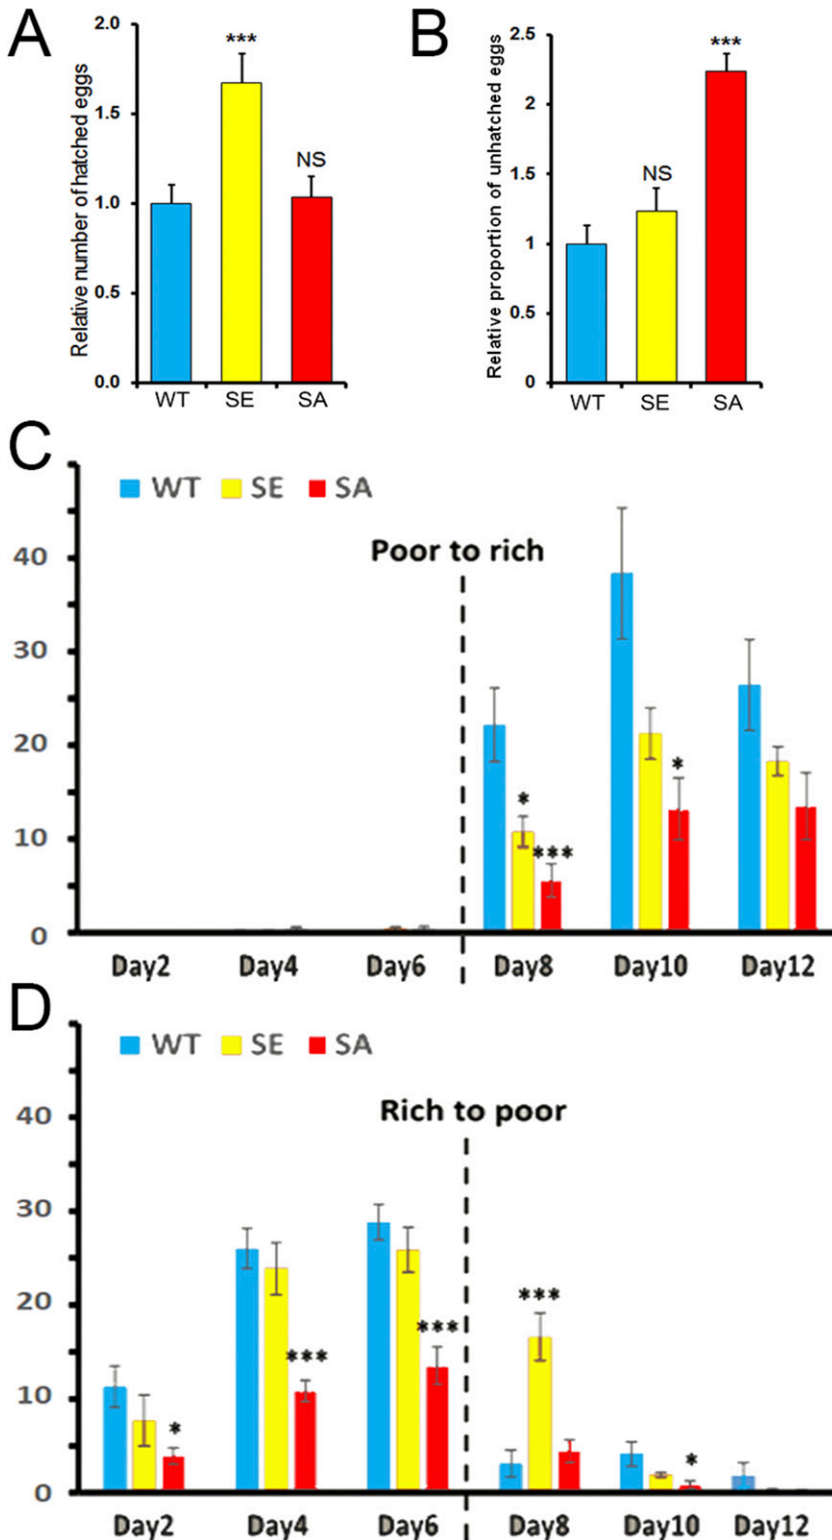 A
Relative number of hatched eggs
2.0
1.5
1.0
0.5
0.0
***
NS
WT SE SA
B
Relative proportion of unhatched eggs
2.5
2
1.5
1
0.5
0
NS
***
WT SE SA
C
WT SE SA
Poor to rich
40
30
20
10
0
*
***
*
Day2 Day4 Day6 Day8 Day10 Day12
D
WT SE SA
Rich to poor
40
30
20
10
0
*
***
***
***
*
Day2 Day4 Day6 Day8 Day10 Day12